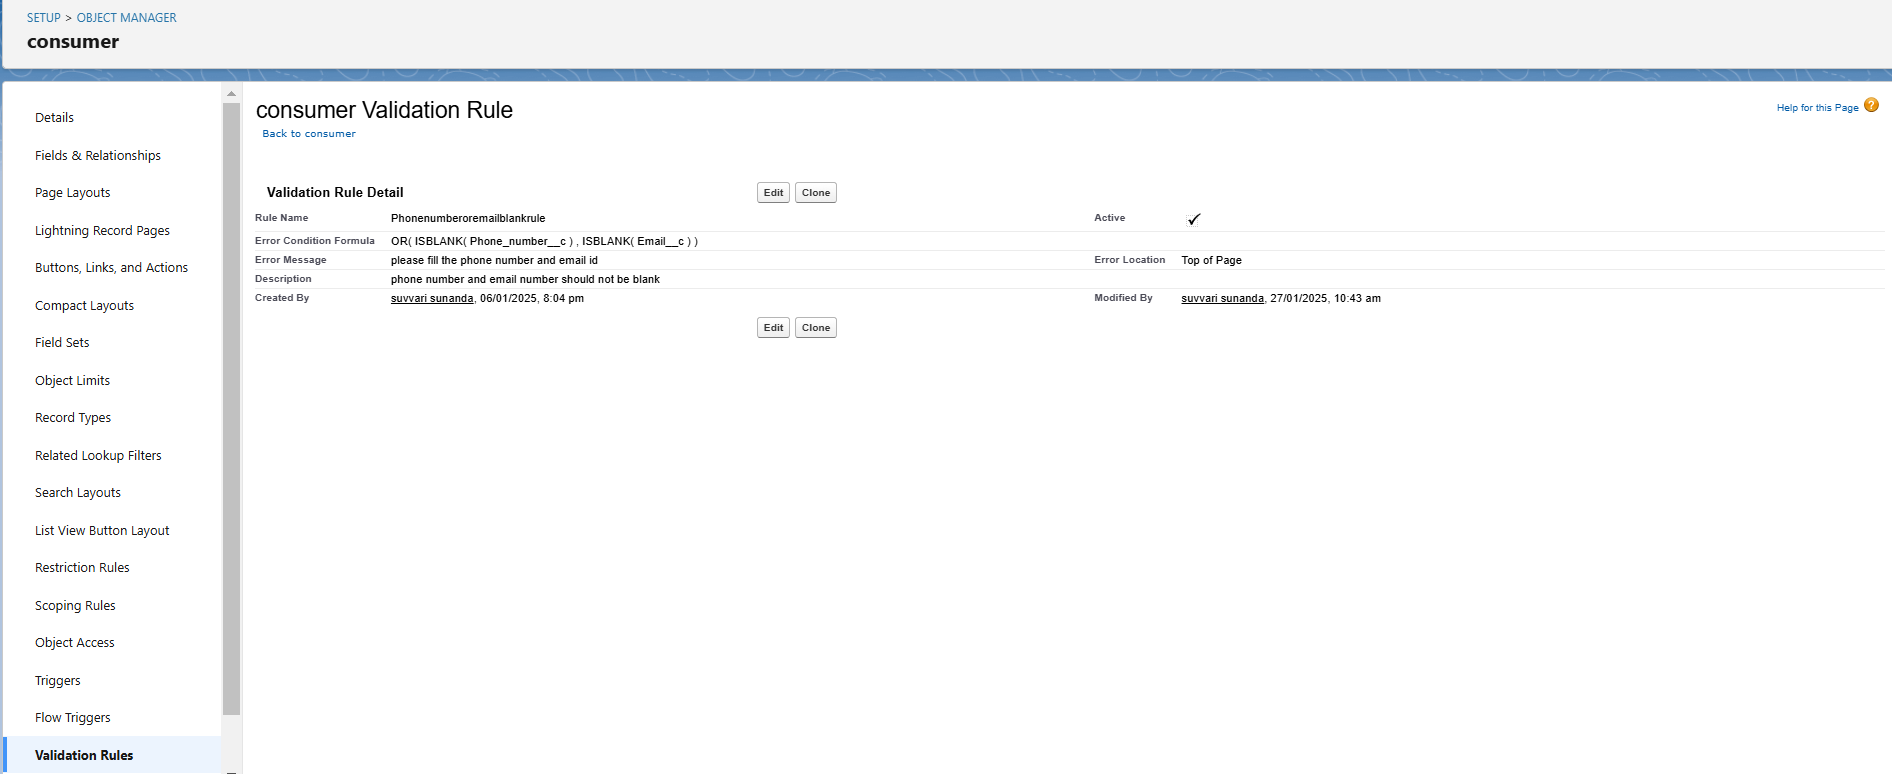 SETUP > OBJECT MANAGER
consumer
Details
Fields & Relationships
Page Layouts
Lightning Record Pages
Buttons, Links, and Actions
Compact Layouts
Field Sets
Object Limits
Record Types
Related Lookup Filters
Search Layouts
List View Button Layout
Restriction Rules
Scoping Rules
Object Access
Triggers
Flow Triggers
Validation Rules
consumer Validation Rule
Help for this Page ?
Back to consumer
Validation Rule Detail Edit Clone
Rule Name Phonenumberoremailblankrule Active
Error Condition Formula OR( ISBLANK( Phone_number__c ) , ISBLANK( Email__c ) )
Error Message please fill the phone number and email id Error Location Top of Page
Description phone number and email number should not be blank
Created By suvvari sunanda, 06/01/2025, 8:04 pm Modified By suvvari sunanda, 27/01/2025, 10:43 am
Edit Clone